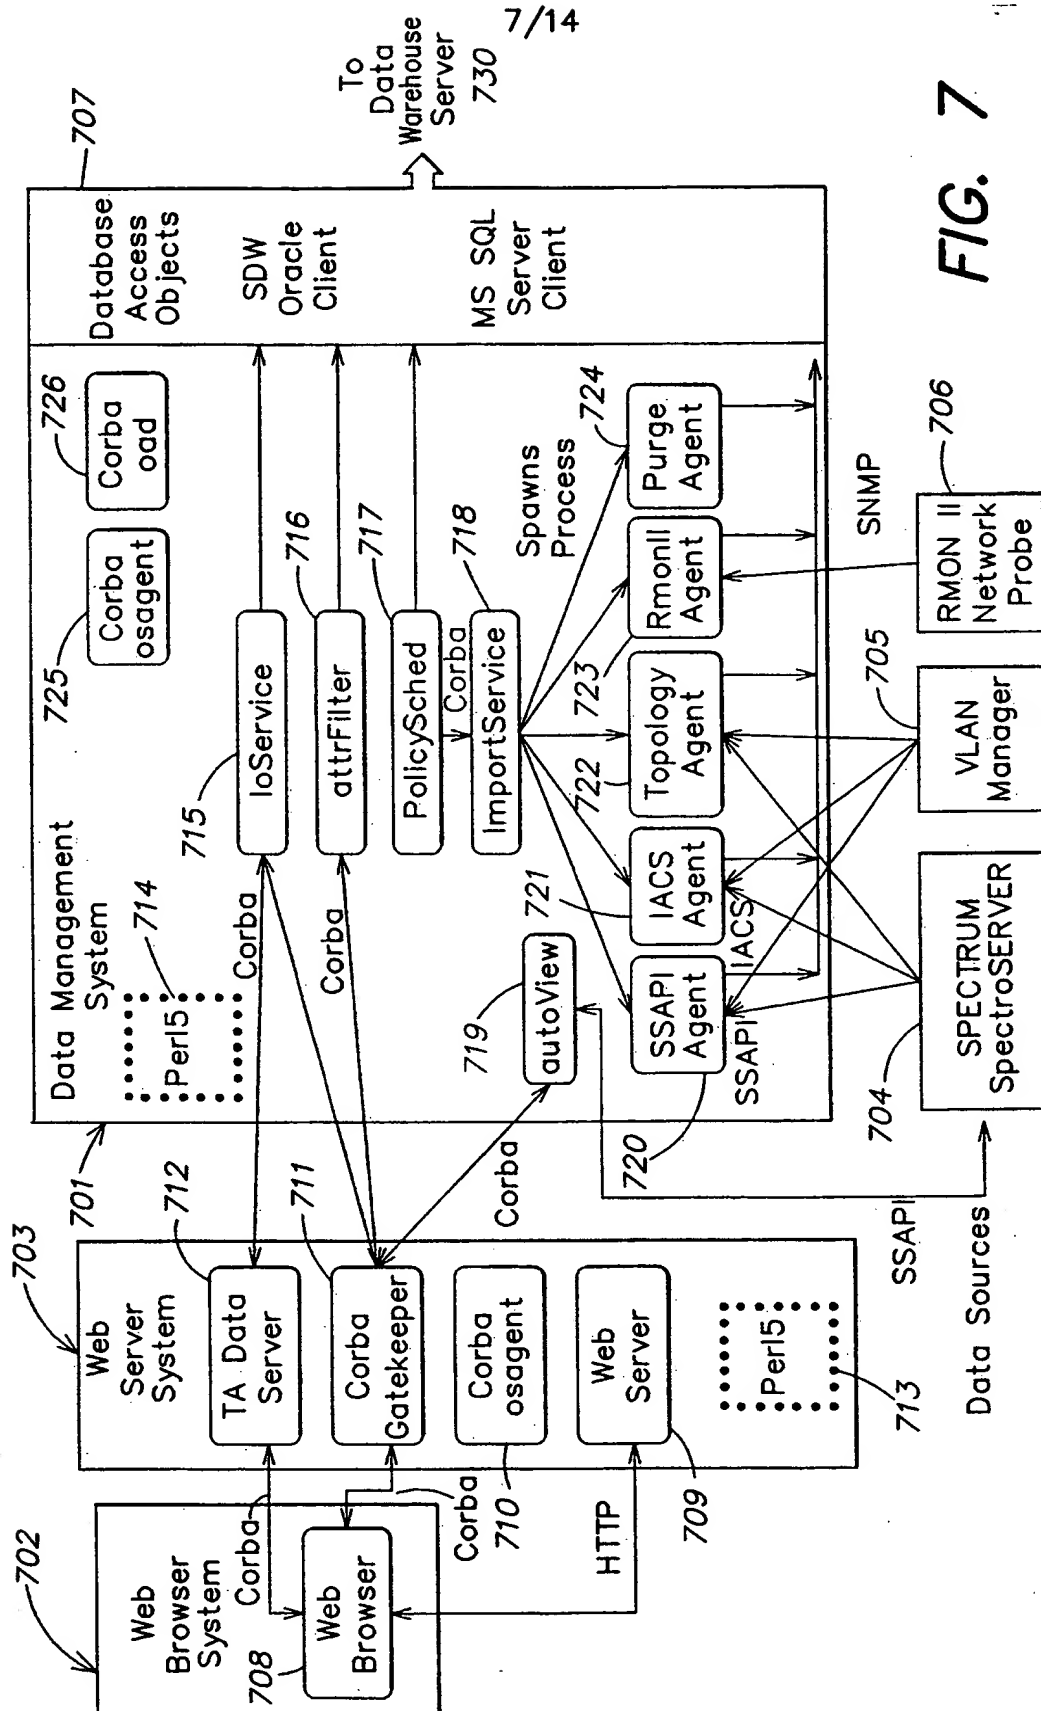 7/14
702
Web
Browser
System
708
Web
Browser
Corba
Corba
HTTP
703
Web
Server
System
712
TA Data
Server
711
Corba
Gatekeeper
710
Corba
osagent
709
Web
Server
713
Perl5
701
Data Management
System
714
Perl5
725
Corba
osagent
726
Corba
oad
707
Database
Access
Objects
SDW
Oracle
Client
MS SQL
Server
Client
To
Data
Warehouse
Server
730
Corba
Corba
Corba
715
IoService
716
attrFilter
717
PolicySched
Corba
718
ImportService
719
autoView
Spawns
Process
720
SSAPI
Agent
SSAPI
721
IACS
Agent
IACS
722
Topology
Agent
723
RmonII
Agent
724
Purge
Agent
SNMP
SSAPI
Data Sources
704
SPECTRUM
SpectroSERVER
705
VLAN
Manager
706
RMON II
Network
Probe
FIG. 7